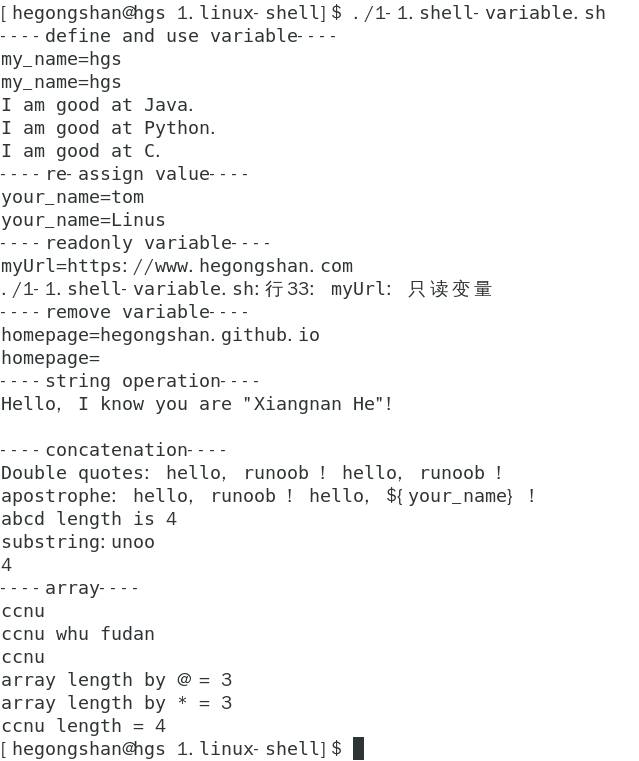 [hegongshan@hgs 1.linux-shell]$ ./1-1.shell-variable.sh
----define and use variable----
my_name=hgs
my_name=hgs
I am good at Java.
I am good at Python.
I am good at C.
----re-assign value----
your_name=tom
your_name=Linus
----readonly variable----
myUrl=https://www.hegongshan.com
./1-1.shell-variable.sh:行33: myUrl: 只读变量
----remove variable----
homepage=hegongshan.github.io
homepage=
----string operation----
Hello, I know you are "Xiangnan He"!
----concatenation----
Double quotes: hello, runoob ! hello, runoob !
apostrophe: hello, runoob ! hello, ${your_name} !
abcd length is 4
substring:unoo
4
----array----
ccnu
ccnu whu fudan
ccnu
array length by @ = 3
array length by * = 3
ccnu length = 4
[hegongshan@hgs 1.linux-shell]$